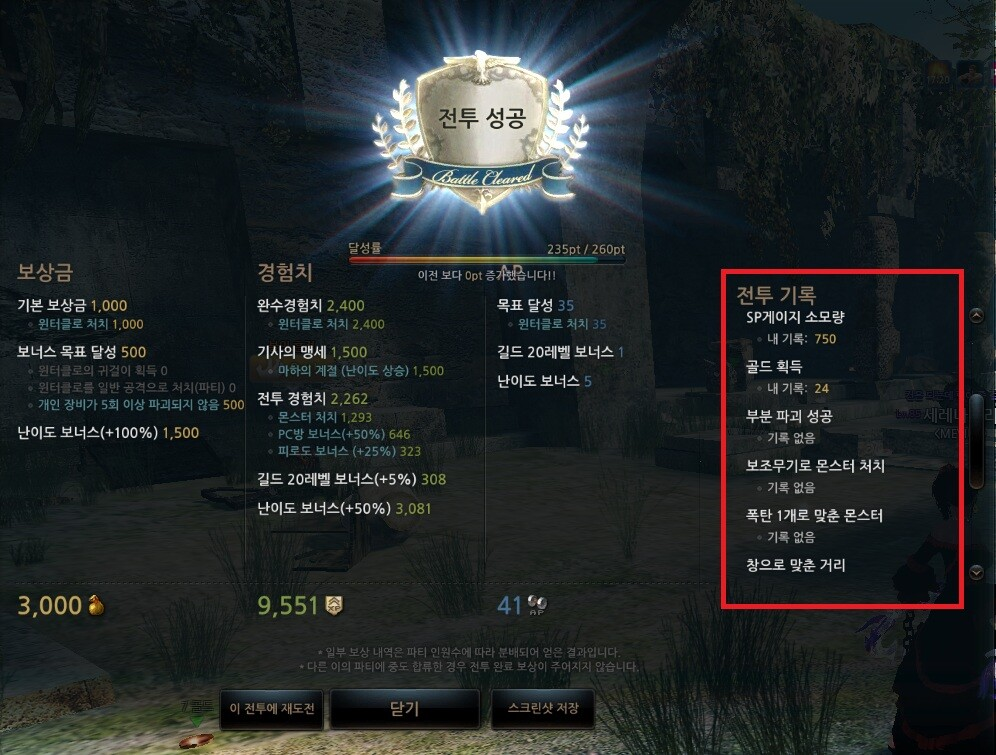 전투 성공
Battle Cleared
달성률
235pt / 260pt
이전 보다 0pt 증가했습니다!!
보상금
기본 보상금 1,000
윈터클로 처치 1,000
보너스 목표 달성 500
윈터클로의 귀걸이 획득 0
윈터클로를 일반 공격으로 처치(파티) 0
개인 장비가 5회 이상 파괴되지 않음 500
난이도 보너스(+100%) 1,500
3,000
경험치
완수경험치 2,400
윈터클로 처치 2,400
기사의 맹세 1,500
마하의 계절 (난이도 상승) 1,500
전투 경험치 2,262
몬스터 처치 1,293
PC방 보너스(+50%) 646
피로도 보너스 (+25%) 323
길드 20레벨 보너스(+5%) 308
난이도 보너스(+50%) 3,081
9,551
XP
AP
목표 달성 35
윈터클로 처치 35
길드 20레벨 보너스 1
난이도 보너스 5
41
AP
전투 기록
SP게이지 소모량
내 기록: 750
골드 획득
내 기록: 24
부분 파괴 성공
기록 없음
보조무기로 몬스터 처치
기록 없음
폭탄 1개로 맞춘 몬스터
기록 없음
창으로 맞춘 거리
* 일부 보상 내역은 파티 인원수에 따라 분배되어 얻은 결과입니다.
* 다른 이의 파티에 중도 합류한 경우 전투 완료 보상이 주어지지 않습니다.
이 전투에 재도전
닫기
스크린샷 저장